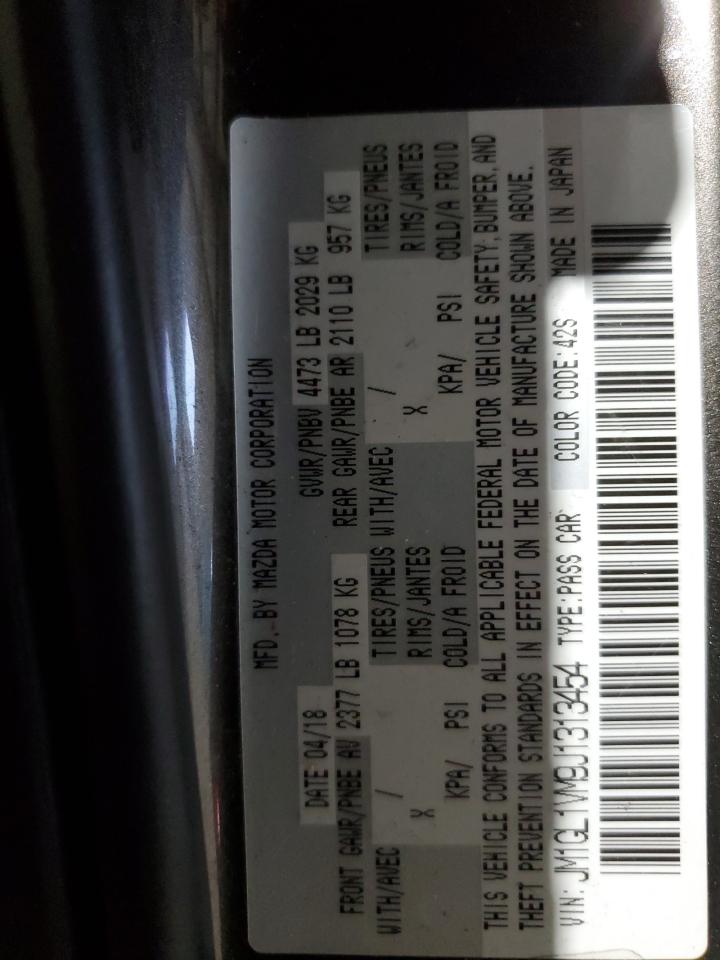 MFD. BY MAZDA MOTOR CORPORATION
DATE 04/18 GVWR/PNBV 4473 LB 2029 KG
FRONT GAWR/PNBE AV 2377 LB 1078 KG REAR GAWR/PNBE AR 2110 LB 957 KG
WITH/AVEC / TIRES/PNEUS WITH/AVEC / TIRES/PNEUS
X RIMS/JANTES X RIMS/JANTES
KPA/ PSI COLD/A FROID KPA/ PSI COLD/A FROID
THIS VEHICLE CONFORMS TO ALL APPLICABLE FEDERAL MOTOR VEHICLE SAFETY, BUMPER, AND
THEFT PREVENTION STANDARDS IN EFFECT ON THE DATE OF MANUFACTURE SHOWN ABOVE.
VIN: JM1GL1VM9J1313454 TYPE:PASS CAR COLOR CODE:42S MADE IN JAPAN